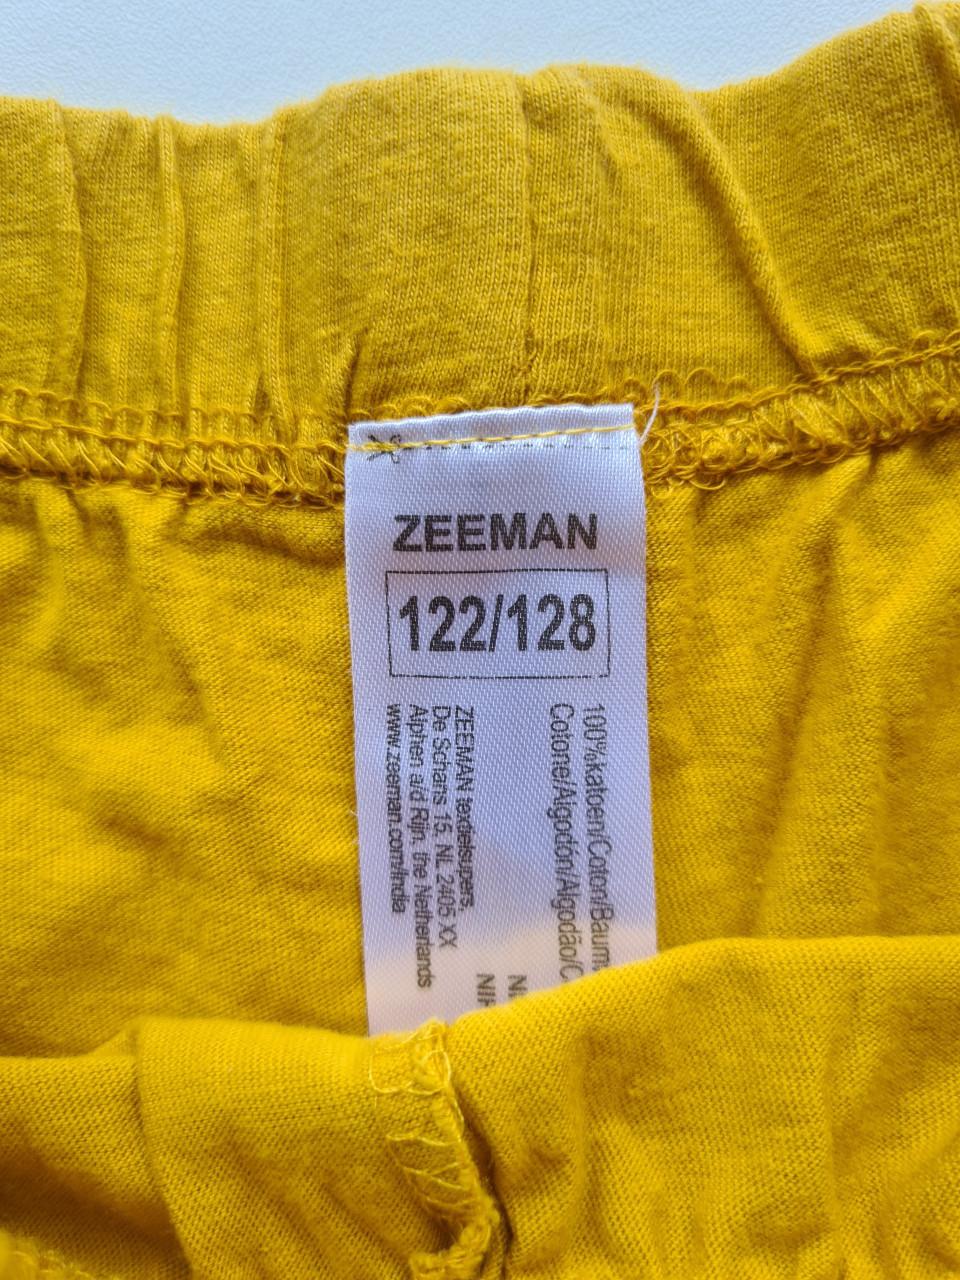 ZEEMAN
122/128
100%katoen/Coton/Baum
Cotone/Algodón/Algodão/C
ZEEMAN textielsupers,
De Schans 15, NL 2405 XX
Alphen a/d Rijn, the Netherlands
www.zeeman.com/India